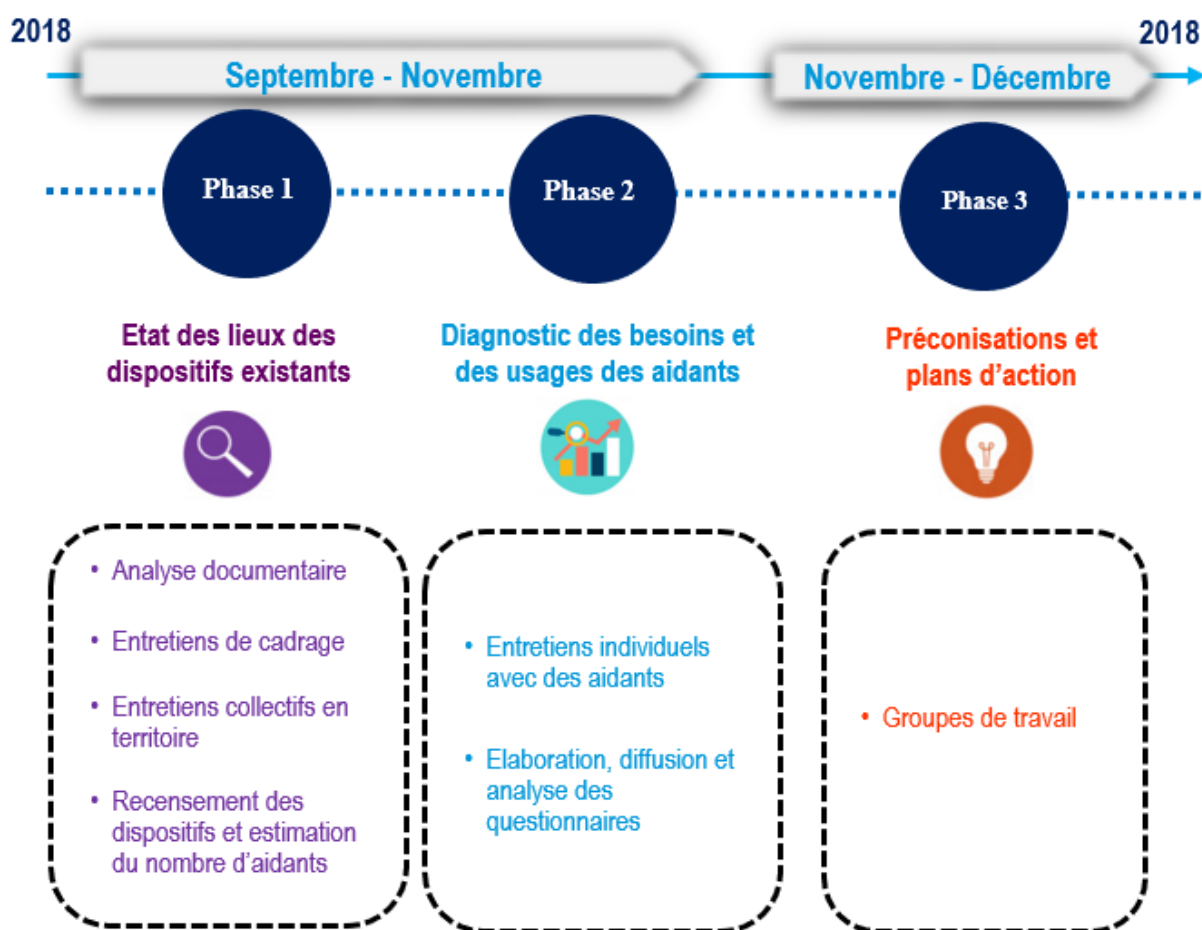 2018
2018
Septembre - Novembre
Novembre - Décembre
Phase 1
Phase 2
Phase 3
Etat des lieux des
dispositifs existants
Diagnostic des besoins et
des usages des aidants
Préconisations et
plans d'action
• Analyse documentaire
• Entretiens de cadrage
• Entretiens collectifs en
territoire
• Recensement des
dispositifs et estimation
du nombre d'aidants
• Entretiens individuels
avec des aidants
• Elaboration, diffusion et
analyse des
questionnaires
• Groupes de travail